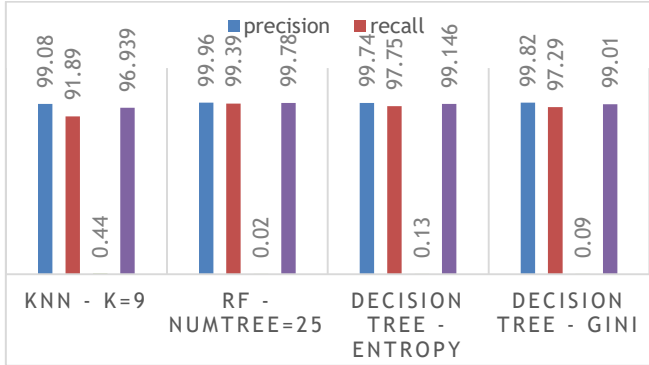 precision recall
99.08
91.89
0.44
96.939
99.96
99.39
0.02
99.78
99.74
97.75
0.13
99.146
99.82
97.29
0.09
99.01
KNN - K=9
RF -
NUMTREE=25
DECISION
TREE -
ENTROPY
DECISION
TREE - GINI